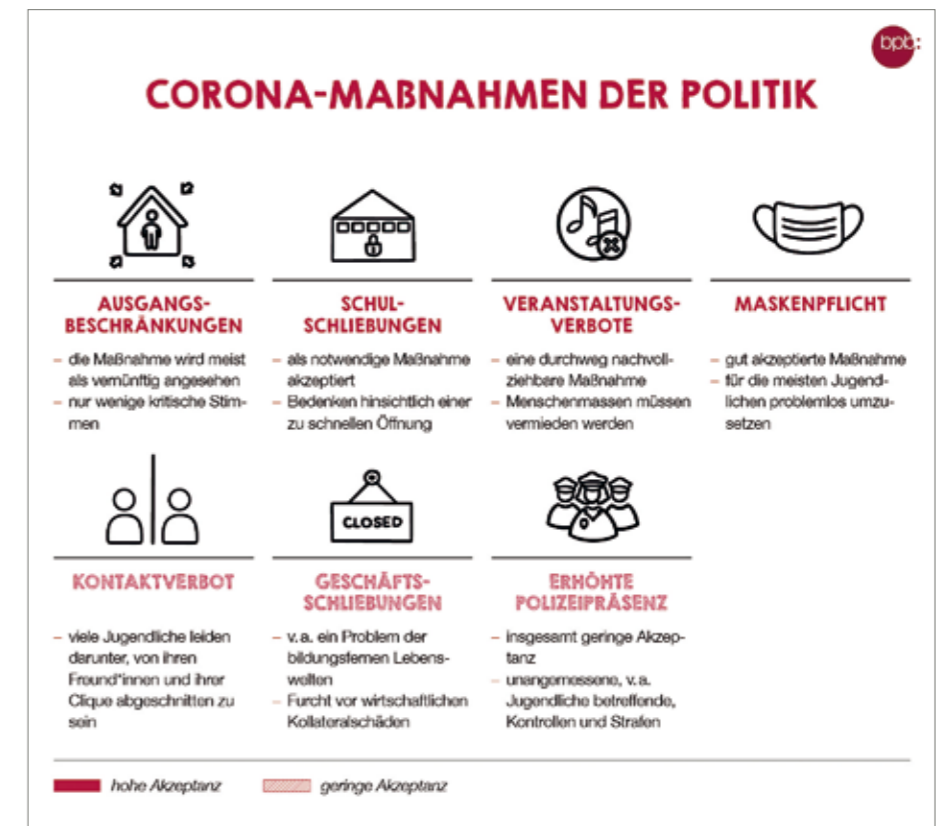 bpb:
CORONA-MAßNAHMEN DER POLITIK
AUSGANGS-
BESCHRÄNKUNGEN
– die Maßnahme wird meist
als vernünftig angesehen
– nur wenige kritische Stim-
men
SCHUL-
SCHLIEßUNGEN
– als notwendige Maßnahme
akzeptiert
– Bedenken hinsichtlich einer
zu schnellen Öffnung
VERANSTALTUNGS-
VERBOTE
– eine durchweg nachvoll-
ziehbare Maßnahme
– Menschenmassen müssen
vermieden werden
MASKENPFLICHT
– gut akzeptierte Maßnahme
– für die meisten Jugend-
lichen problemlos umzu-
setzen
KONTAKTVERBOT
– viele Jugendliche leiden
darunter, von ihren
Freund*innen und ihrer
Clique abgeschnitten zu
sein
CLOSED
GESCHÄFTS-
SCHLIEßUNGEN
– v. a. ein Problem der
bildungsfernen Lebens-
welten
– Furcht vor wirtschaftlichen
Kollateralschäden
ERHÖHTE
POLIZEIPRÄSENZ
– insgesamt geringe Akzep-
tanz
– unangemessene, v. a.
Jugendliche betreffende,
Kontrollen und Strafen
hohe Akzeptanz
geringe Akzeptanz